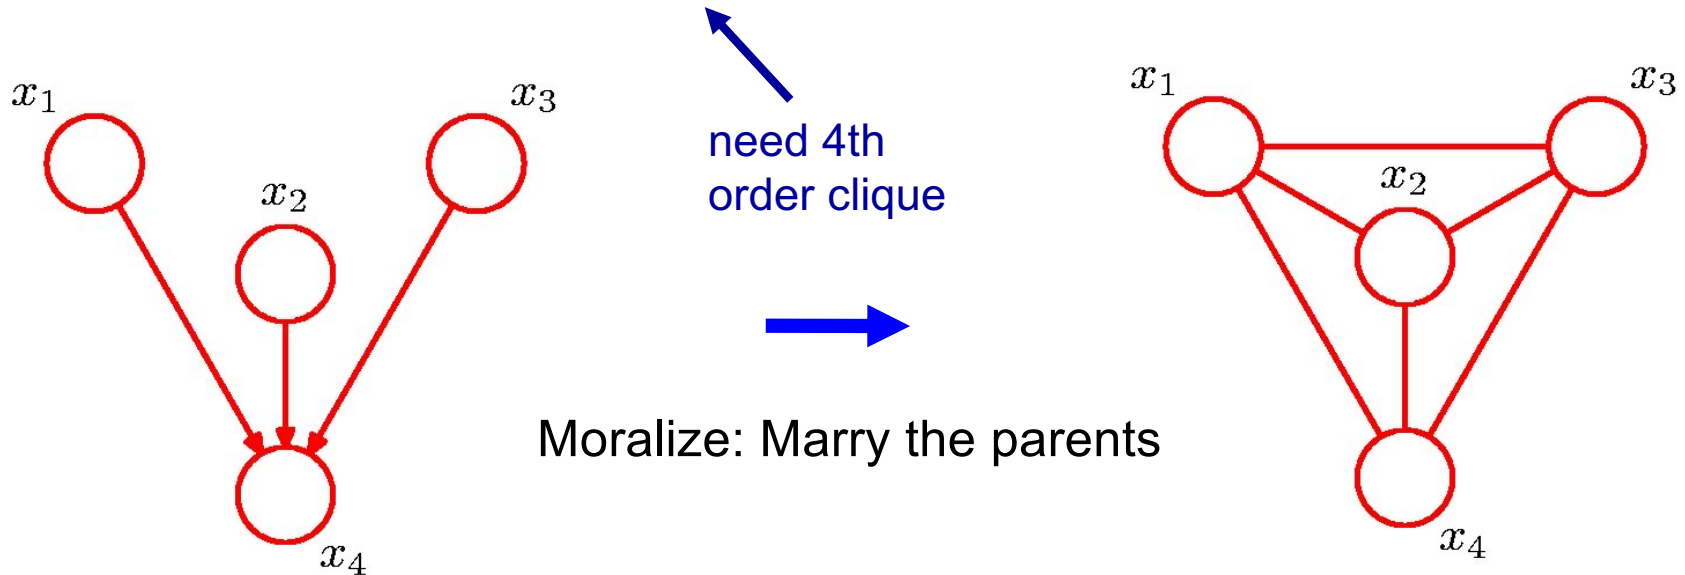 x₁
x₃
x₂
x₄
need 4th
order clique
Moralize: Marry the parents
x₁
x₃
x₂
x₄